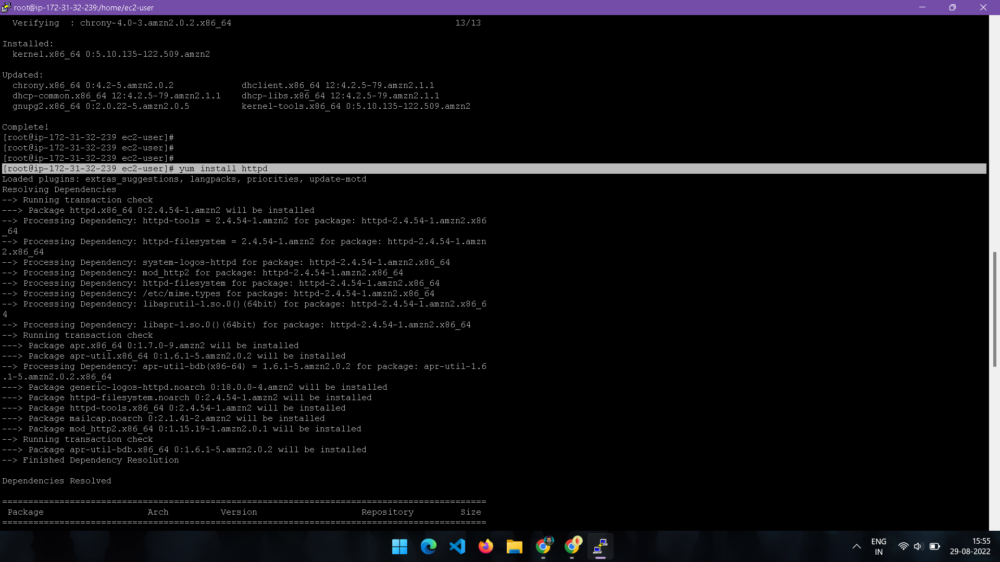 root@ip-172-31-32-239:/home/ec2-user
  Verifying  : chrony-4.0-3.amzn2.0.2.x86_64                                           13/13

Installed:
  kernel.x86_64 0:5.10.135-122.509.amzn2

Updated:
  chrony.x86_64 0:4.2-5.amzn2.0.2             dhclient.x86_64 12:4.2.5-79.amzn2.1.1
  dhcp-common.x86_64 12:4.2.5-79.amzn2.1.1    dhcp-libs.x86_64 12:4.2.5-79.amzn2.1.1
  gnupg2.x86_64 0:2.0.22-5.amzn2.0.5          kernel-tools.x86_64 0:5.10.135-122.509.amzn2

Complete!
[root@ip-172-31-32-239 ec2-user]#
[root@ip-172-31-32-239 ec2-user]#
[root@ip-172-31-32-239 ec2-user]#
[root@ip-172-31-32-239 ec2-user]# yum install httpd
Loaded plugins: extras_suggestions, langpacks, priorities, update-motd
Resolving Dependencies
--> Running transaction check
---> Package httpd.x86_64 0:2.4.54-1.amzn2 will be installed
--> Processing Dependency: httpd-tools = 2.4.54-1.amzn2 for package: httpd-2.4.54-1.amzn2.x86
_64
--> Processing Dependency: httpd-filesystem = 2.4.54-1.amzn2 for package: httpd-2.4.54-1.amzn
2.x86_64
--> Processing Dependency: system-logos-httpd for package: httpd-2.4.54-1.amzn2.x86_64
--> Processing Dependency: mod_http2 for package: httpd-2.4.54-1.amzn2.x86_64
--> Processing Dependency: httpd-filesystem for package: httpd-2.4.54-1.amzn2.x86_64
--> Processing Dependency: /etc/mime.types for package: httpd-2.4.54-1.amzn2.x86_64
--> Processing Dependency: libaprutil-1.so.0()(64bit) for package: httpd-2.4.54-1.amzn2.x86_6
4
--> Processing Dependency: libapr-1.so.0()(64bit) for package: httpd-2.4.54-1.amzn2.x86_64
--> Running transaction check
---> Package apr.x86_64 0:1.7.0-9.amzn2 will be installed
---> Package apr-util.x86_64 0:1.6.1-5.amzn2.0.2 will be installed
--> Processing Dependency: apr-util-bdb(x86-64) = 1.6.1-5.amzn2.0.2 for package: apr-util-1.6
.1-5.amzn2.0.2.x86_64
---> Package generic-logos-httpd.noarch 0:18.0.0-4.amzn2 will be installed
---> Package httpd-filesystem.noarch 0:2.4.54-1.amzn2 will be installed
---> Package httpd-tools.x86_64 0:2.4.54-1.amzn2 will be installed
---> Package mailcap.noarch 0:2.1.41-2.amzn2 will be installed
---> Package mod_http2.x86_64 0:1.15.19-1.amzn2.0.1 will be installed
--> Running transaction check
---> Package apr-util-bdb.x86_64 0:1.6.1-5.amzn2.0.2 will be installed
--> Finished Dependency Resolution

Dependencies Resolved

=============================================================================================
 Package                    Arch          Version                    Repository         Size
=============================================================================================
ENG
IN
15:55
29-08-2022